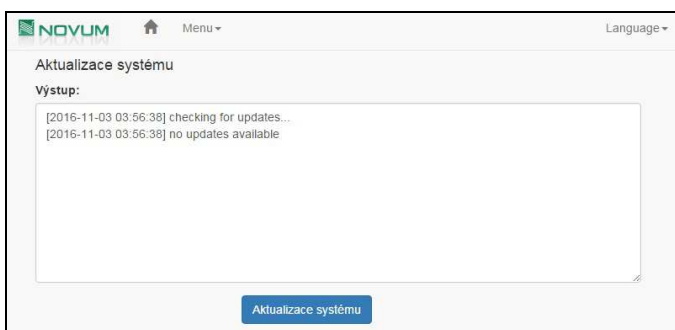 NOVUM Menu Language
Aktualizace systému
Výstup:
[2016-11-03 03:56:38] checking for updates...
[2016-11-03 03:56:38] no updates available
Aktualizace systému